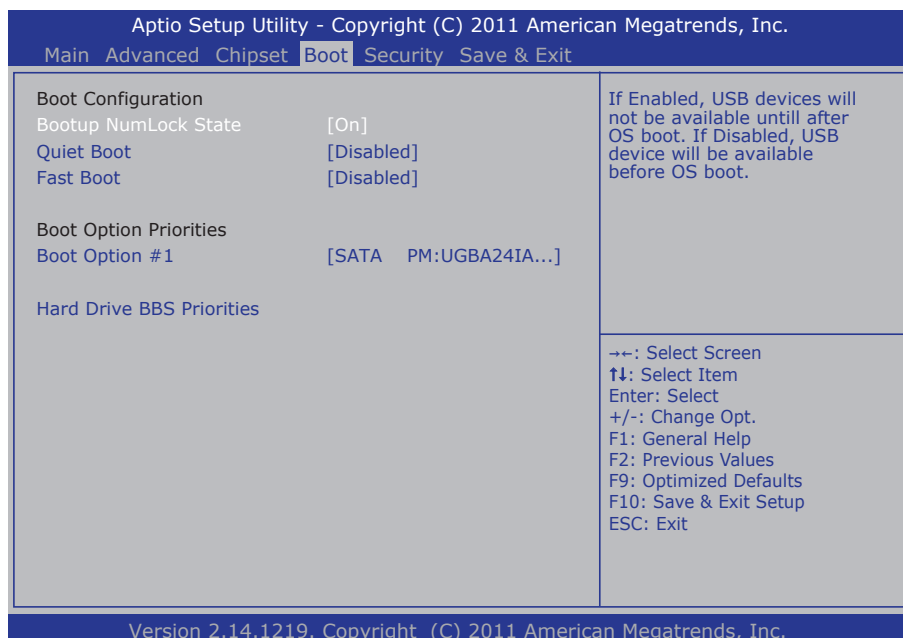 Aptio Setup Utility - Copyright (C) 2011 American Megatrends, Inc.
Main Advanced Chipset Boot Security Save & Exit
Boot Configuration
Bootup NumLock State [On]
Quiet Boot [Disabled]
Fast Boot [Disabled]
Boot Option Priorities
Boot Option #1 [SATA PM:UGBA24IA...]
Hard Drive BBS Priorities
If Enabled, USB devices will
not be available untill after
OS boot. If Disabled, USB
device will be available
before OS boot.
→←: Select Screen
↑↓: Select Item
Enter: Select
+/-: Change Opt.
F1: General Help
F2: Previous Values
F9: Optimized Defaults
F10: Save & Exit Setup
ESC: Exit
Version 2.14.1219. Copyright (C) 2011 American Megatrends, Inc.